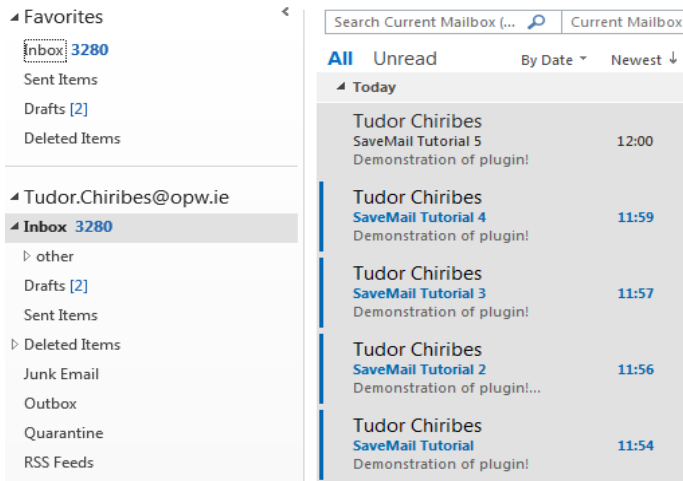 Favorites
Inbox 3280
Sent Items
Drafts [2]
Deleted Items
Tudor.Chiribes@opw.ie
Inbox 3280
other
Drafts [2]
Sent Items
Deleted Items
Junk Email
Outbox
Quarantine
RSS Feeds
Search Current Mailbox (... Current Mailbox
All Unread By Date Newest ↓
Today
Tudor Chiribes
SaveMail Tutorial 5 12:00
Demonstration of plugin!
Tudor Chiribes
SaveMail Tutorial 4 11:59
Demonstration of plugin!
Tudor Chiribes
SaveMail Tutorial 3 11:57
Demonstration of plugin!
Tudor Chiribes
SaveMail Tutorial 2 11:56
Demonstration of plugin!...
Tudor Chiribes
SaveMail Tutorial 11:54
Demonstration of plugin!